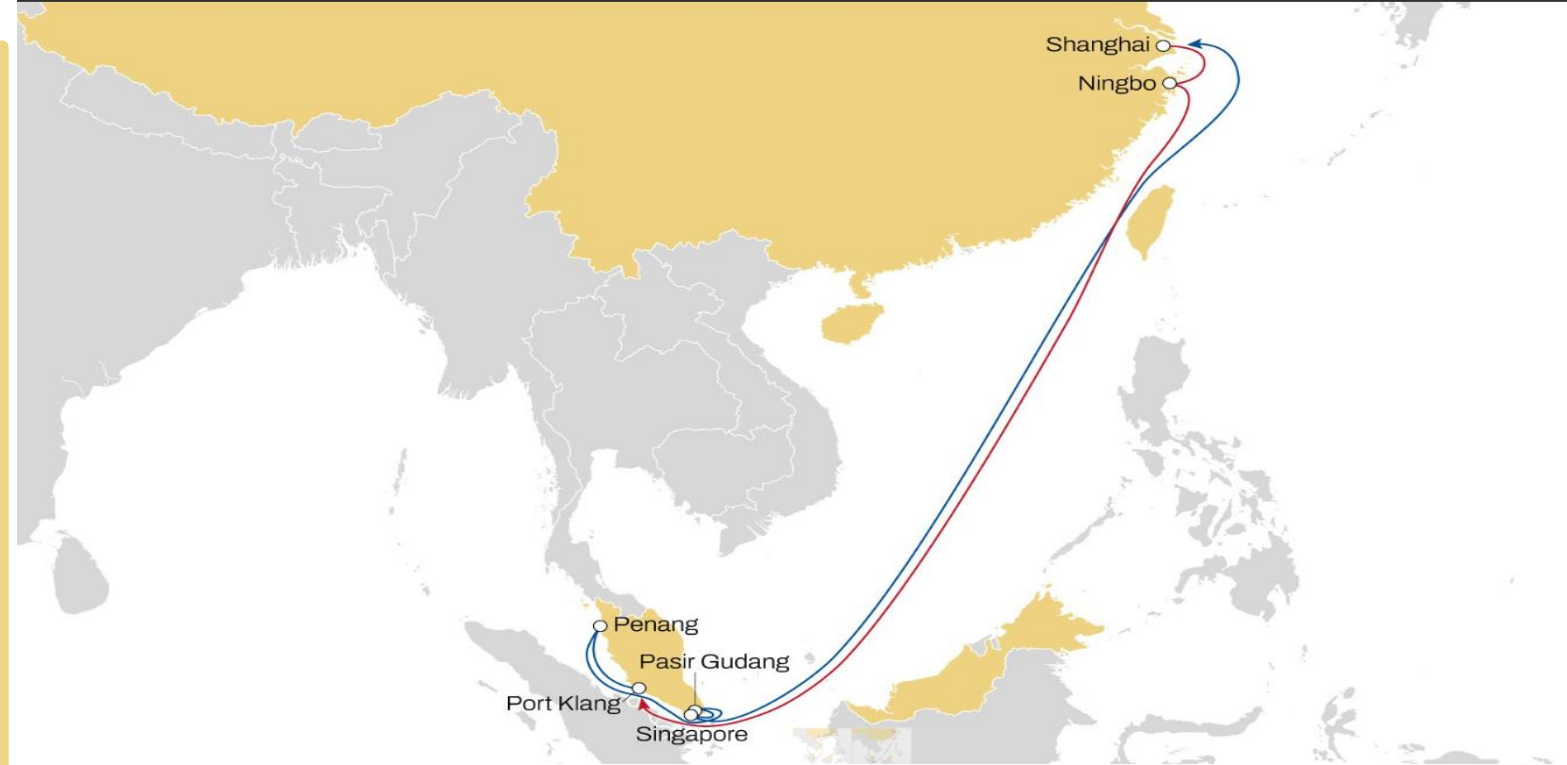 Shanghai
Ningbo
Penang
Pasir Gudang
Port Klang
Singapore